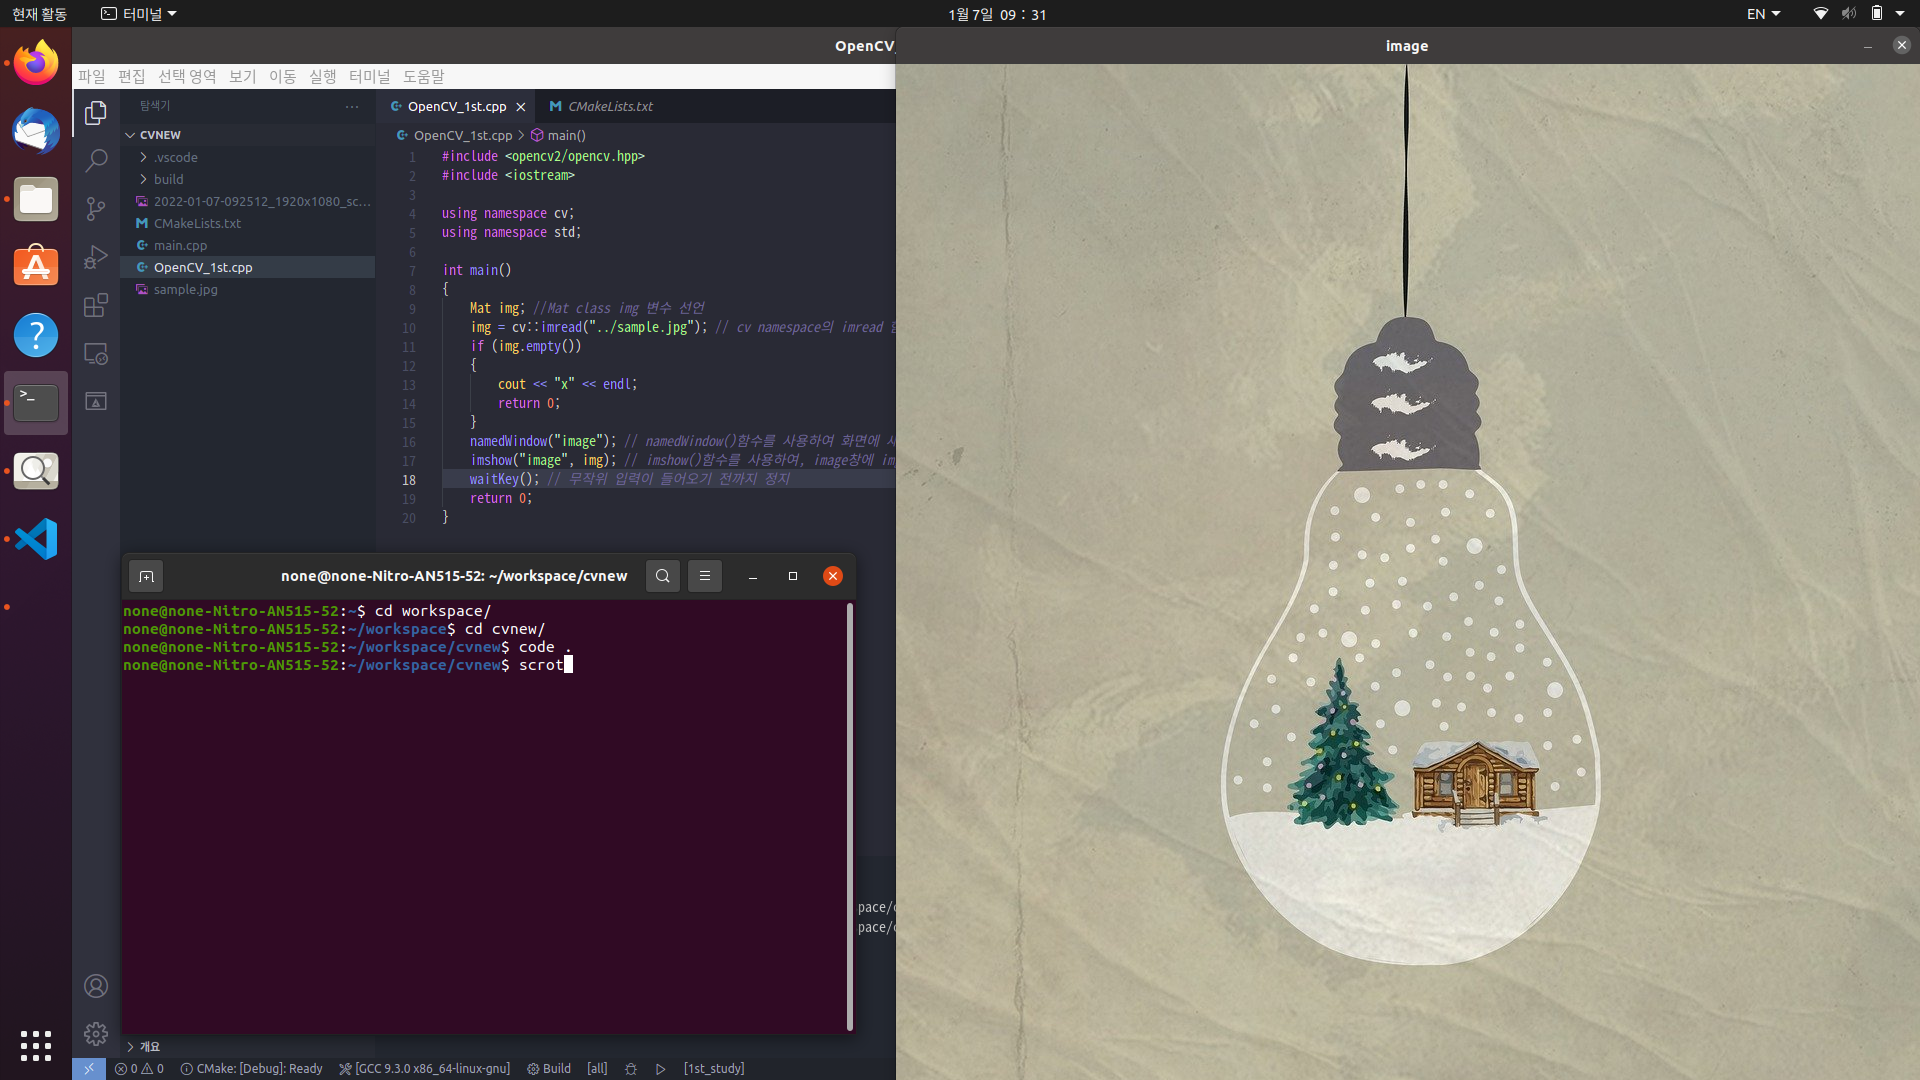 현재 활동
터미널
1월 7일 09 : 31
EN
OpenCV_
image
파일 편집 선택 영역 보기 이동 실행 터미널 도움말
탐색기
CVNEW
.vscode
build
2022-01-07-092512_1920x1080_sc...
CMakeLists.txt
main.cpp
OpenCV_1st.cpp
sample.jpg
OpenCV_1st.cpp
CMakeLists.txt
OpenCV_1st.cpp > main()
1 #include <opencv2/opencv.hpp>
2 #include <iostream>
3
4 using namespace cv;
5 using namespace std;
6
7 int main()
8 {
9 Mat img; //Mat class img 변수 선언
10 img = cv::imread("../sample.jpg"); // cv namespace의 imread
11 if (img.empty())
12 {
13 cout << "x" << endl;
14 return 0;
15 }
16 namedWindow("image"); // namedWindow()함수를 사용하여 화면에
17 imshow("image", img); // imshow()함수를 사용하여, image창에
18 waitKey(); // 무작위 입력이 들어오기 전까지 정지
19 return 0;
20 }
none@none-Nitro-AN515-52: ~/workspace/cvnew
none@none-Nitro-AN515-52:~$ cd workspace/
none@none-Nitro-AN515-52:~/workspace$ cd cvnew/
none@none-Nitro-AN515-52:~/workspace/cvnew$ code .
none@none-Nitro-AN515-52:~/workspace/cvnew$ scrot
pace/
pace/
개요
0 0 CMake: [Debug]: Ready [GCC 9.3.0 x86_64-linux-gnu] Build [all] [1st_study]